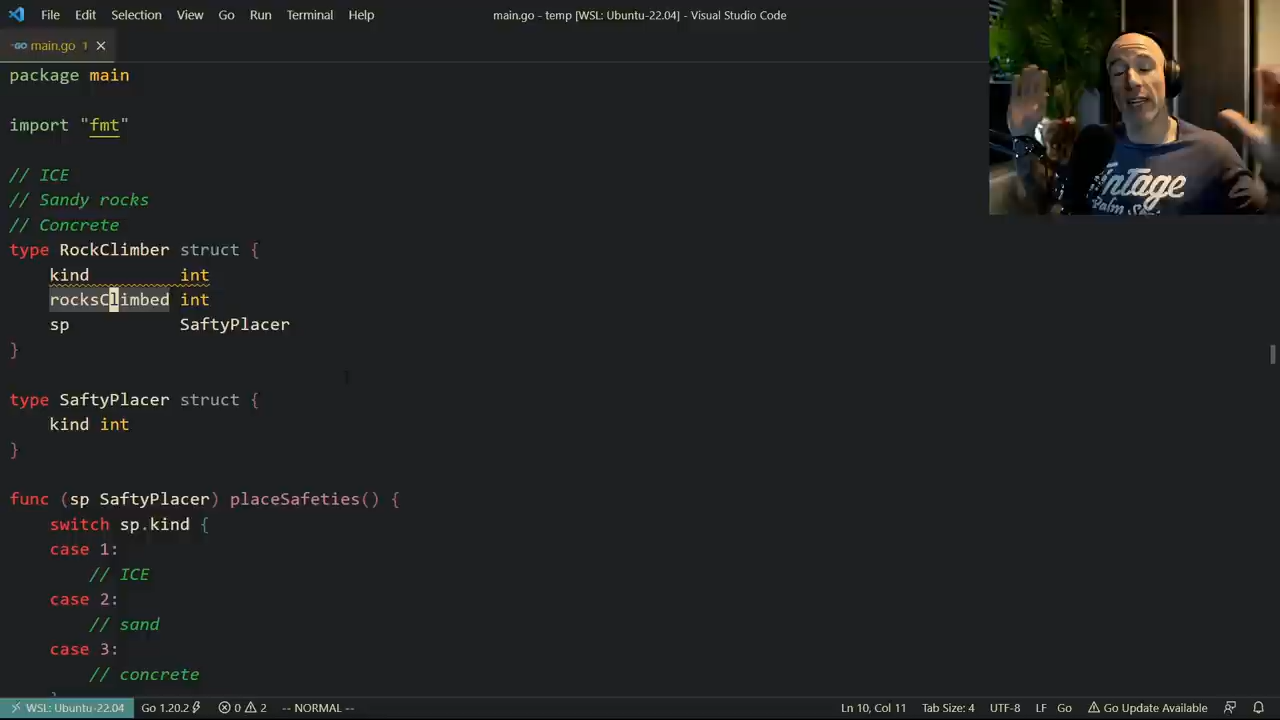 File Edit Selection View Go Run Terminal Help main.go - temp [WSL: Ubuntu-22.04] - Visual Studio Code
main.go 1
package main
import "fmt"
// ICE
// Sandy rocks
// Concrete
type RockClimber struct {
kind int
rocksClimbed int
sp SaftyPlacer
}
type SaftyPlacer struct {
kind int
}
func (sp SaftyPlacer) placeSafeties() {
switch sp.kind {
case 1:
// ICE
case 2:
// sand
case 3:
// concrete
}
VinTage
Palm
WSL: Ubuntu-22.04 Go 1.20.2 0 2 -- NORMAL -- Ln 10, Col 11 Tab Size: 4 UTF-8 LF Go Go Update Available